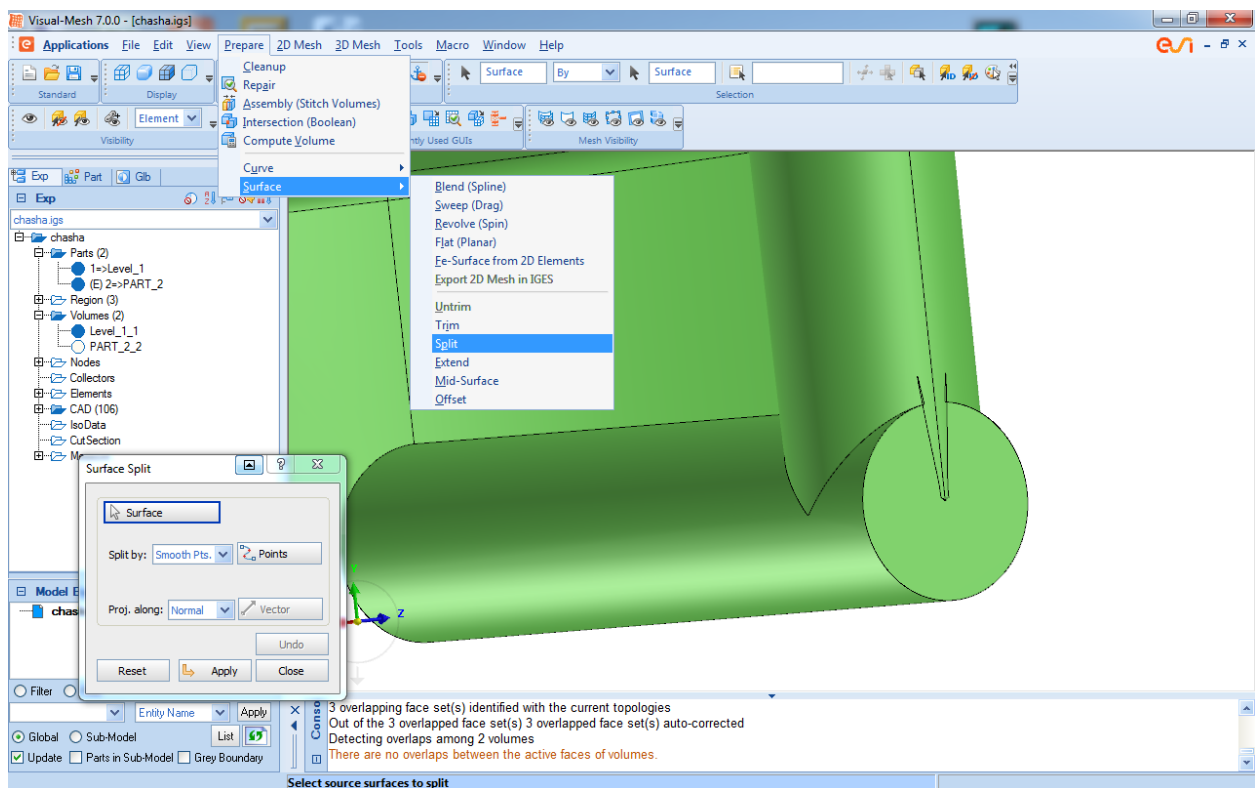 Visual-Mesh 7.0.0 - [chasha.igs]
Applications File Edit View Prepare 2D Mesh 3D Mesh Tools Macro Window Help
Standard
Display
Surface
By
Surface
Selection
Element
Visibility
Used GUIs
Mesh Visibility
Cleanup
Repair
Assembly (Stitch Volumes)
Intersection (Boolean)
Compute Volume
Curve
Surface
Blend (Spline)
Sweep (Drag)
Revolve (Spin)
Flat (Planar)
Fe-Surface from 2D Elements
Export 2D Mesh in IGES
Untrim
Trim
Split
Extend
Mid-Surface
Offset
Exp Part Glb
Exp
chasha.igs
chasha
Parts (2)
1=>Level_1
(E) 2=>PART_2
Region (3)
Volumes (2)
Level_1_1
PART_2_2
Nodes
Collectors
Elements
CAD (106)
IsoData
CutSection
Surface Split
Surface
Split by: Smooth Pts. Points
Proj. along: Normal Vector
Undo
Reset Apply Close
Model
chas
Y
Z
Filter
Entity Name Apply
Global Sub-Model List
Update Parts in Sub-Model Grey Boundary
Conso
3 overlapping face set(s) identified with the current topologies
Out of the 3 overlapped face set(s) 3 overlapped face set(s) auto-corrected
Detecting overlaps among 2 volumes
There are no overlaps between the active faces of volumes.
Select source surfaces to split